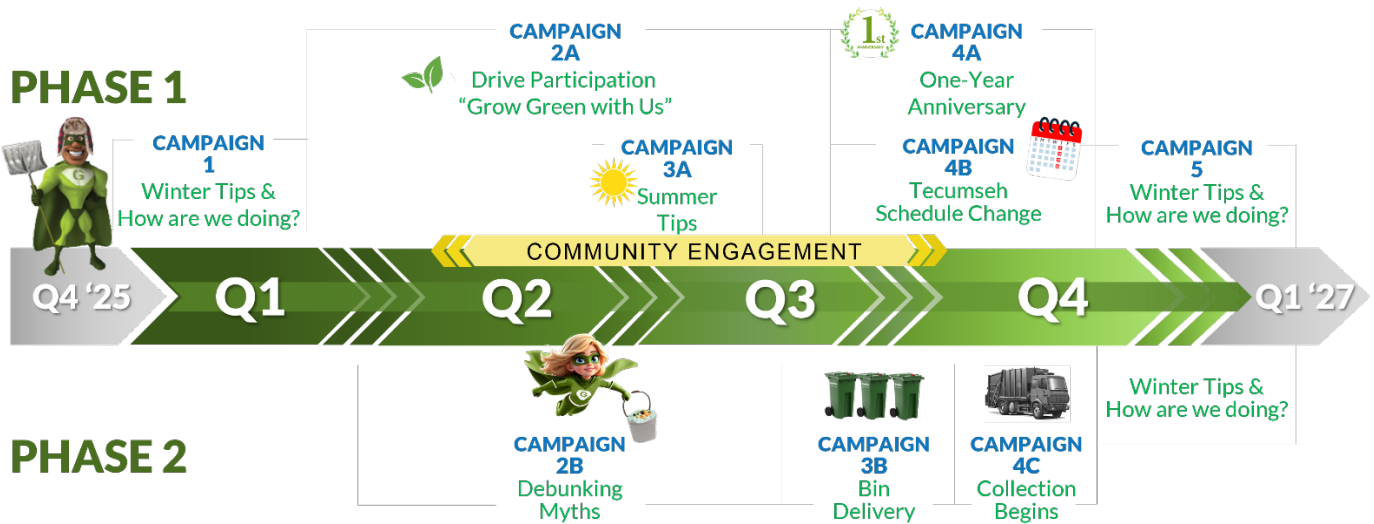 PHASE 1
CAMPAIGN
1
Winter Tips &
How are we doing?
CAMPAIGN
2A
Drive Participation
“Grow Green with Us”
CAMPAIGN
3A
Summer
Tips
1st
ANNIVERSARY
CAMPAIGN
4A
One-Year
Anniversary
CAMPAIGN
4B
Tecumseh
Schedule Change
CAMPAIGN
5
Winter Tips &
How are we doing?
G
COMMUNITY ENGAGEMENT
Q4 ‘25
Q1
Q2
Q3
Q4
Q1 ‘27
PHASE 2
G
CAMPAIGN
2B
Debunking
Myths
CAMPAIGN
3B
Bin
Delivery
CAMPAIGN
4C
Collection
Begins
Winter Tips &
How are we doing?